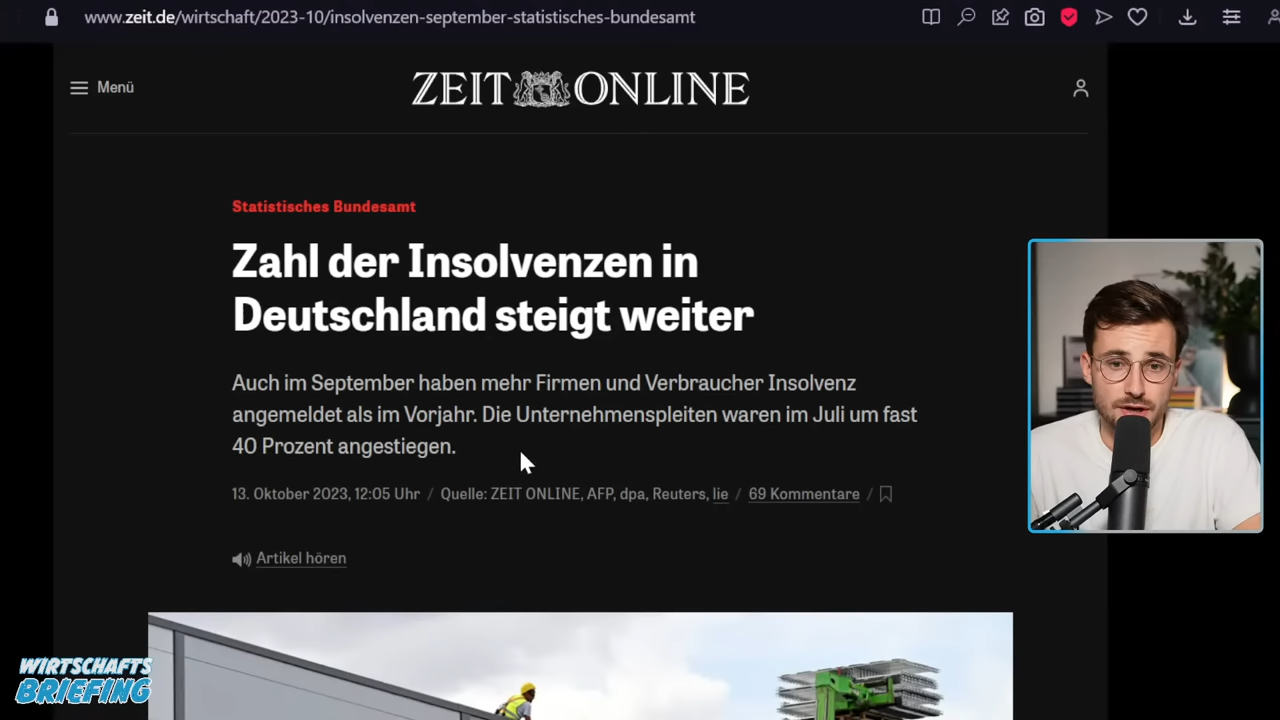 www.zeit.de/wirtschaft/2023-10/insolvenzen-september-statistisches-bundesamt
Menü
ZEIT ONLINE
Statistisches Bundesamt
Zahl der Insolvenzen in
Deutschland steigt weiter
Auch im September haben mehr Firmen und Verbraucher Insolvenz
angemeldet als im Vorjahr. Die Unternehmenspleiten waren im Juli um fast
40 Prozent angestiegen.
13. Oktober 2023, 12:05 Uhr / Quelle: ZEIT ONLINE, AFP, dpa, Reuters, lie / 69 Kommentare /
Artikel hören
WIRTSCHAFTS
BRIEFING